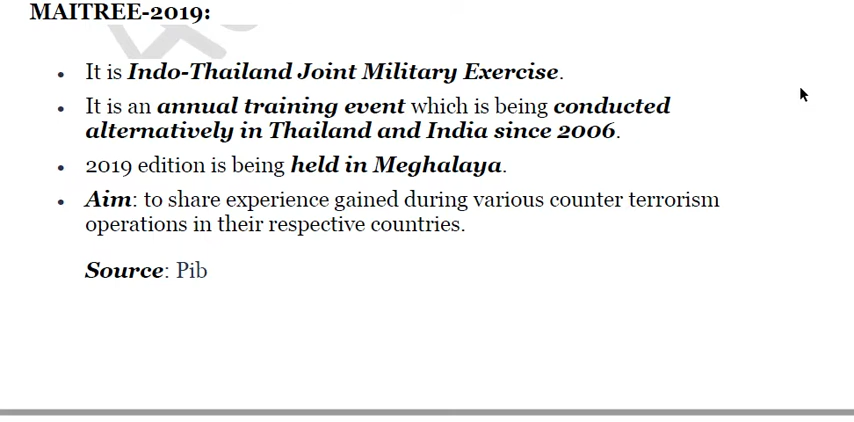 MAITREE-2019:
• It is Indo-Thailand Joint Military Exercise.
• It is an annual training event which is being conducted
alternatively in Thailand and India since 2006.
• 2019 edition is being held in Meghalaya.
• Aim: to share experience gained during various counter terrorism
operations in their respective countries.
Source: Pib